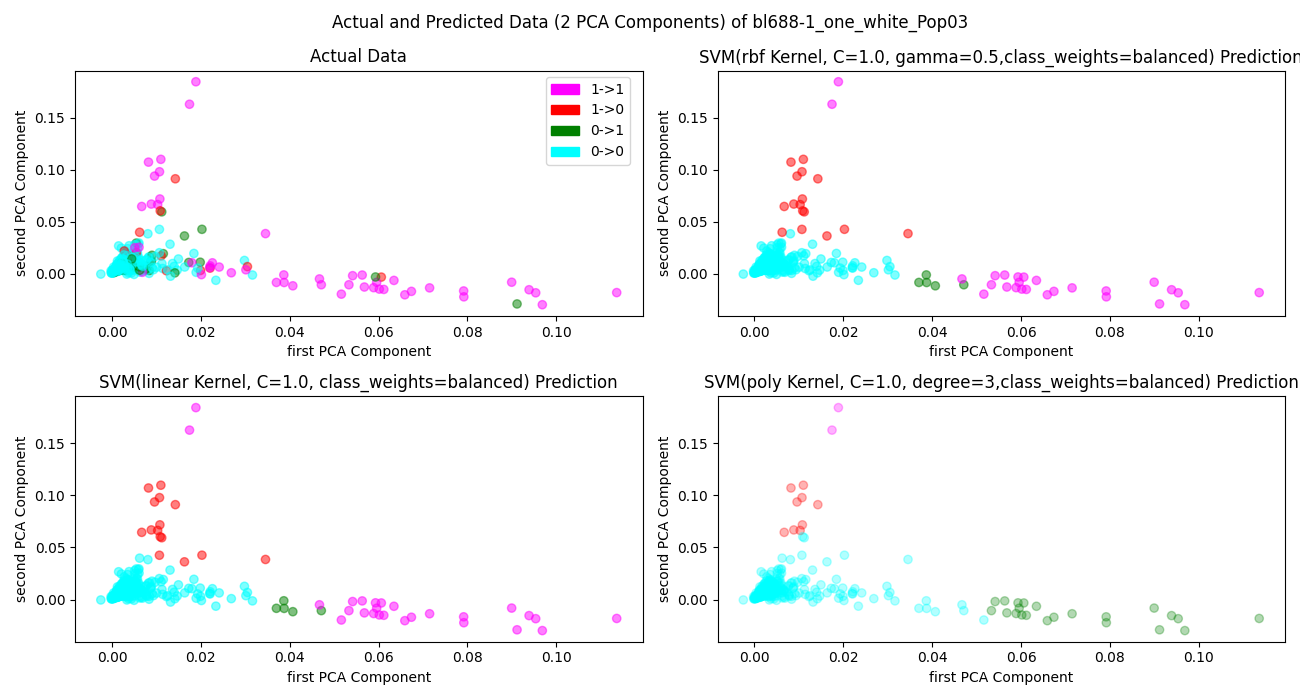 Actual and Predicted Data (2 PCA Components) of bl688-1_one_white_Pop03
Actual Data
second PCA Component
0.15
0.10
0.05
0.00
0.00 0.02 0.04 0.06 0.08 0.10
first PCA Component
1->1
1->0
0->1
0->0
SVM(rbf Kernel, C=1.0, gamma=0.5,class_weights=balanced) Prediction
second PCA Component
0.15
0.10
0.05
0.00
0.00 0.02 0.04 0.06 0.08 0.10
first PCA Component
SVM(linear Kernel, C=1.0, class_weights=balanced) Prediction
second PCA Component
0.15
0.10
0.05
0.00
0.00 0.02 0.04 0.06 0.08 0.10
first PCA Component
SVM(poly Kernel, C=1.0, degree=3,class_weights=balanced) Prediction
second PCA Component
0.15
0.10
0.05
0.00
0.00 0.02 0.04 0.06 0.08 0.10
first PCA Component